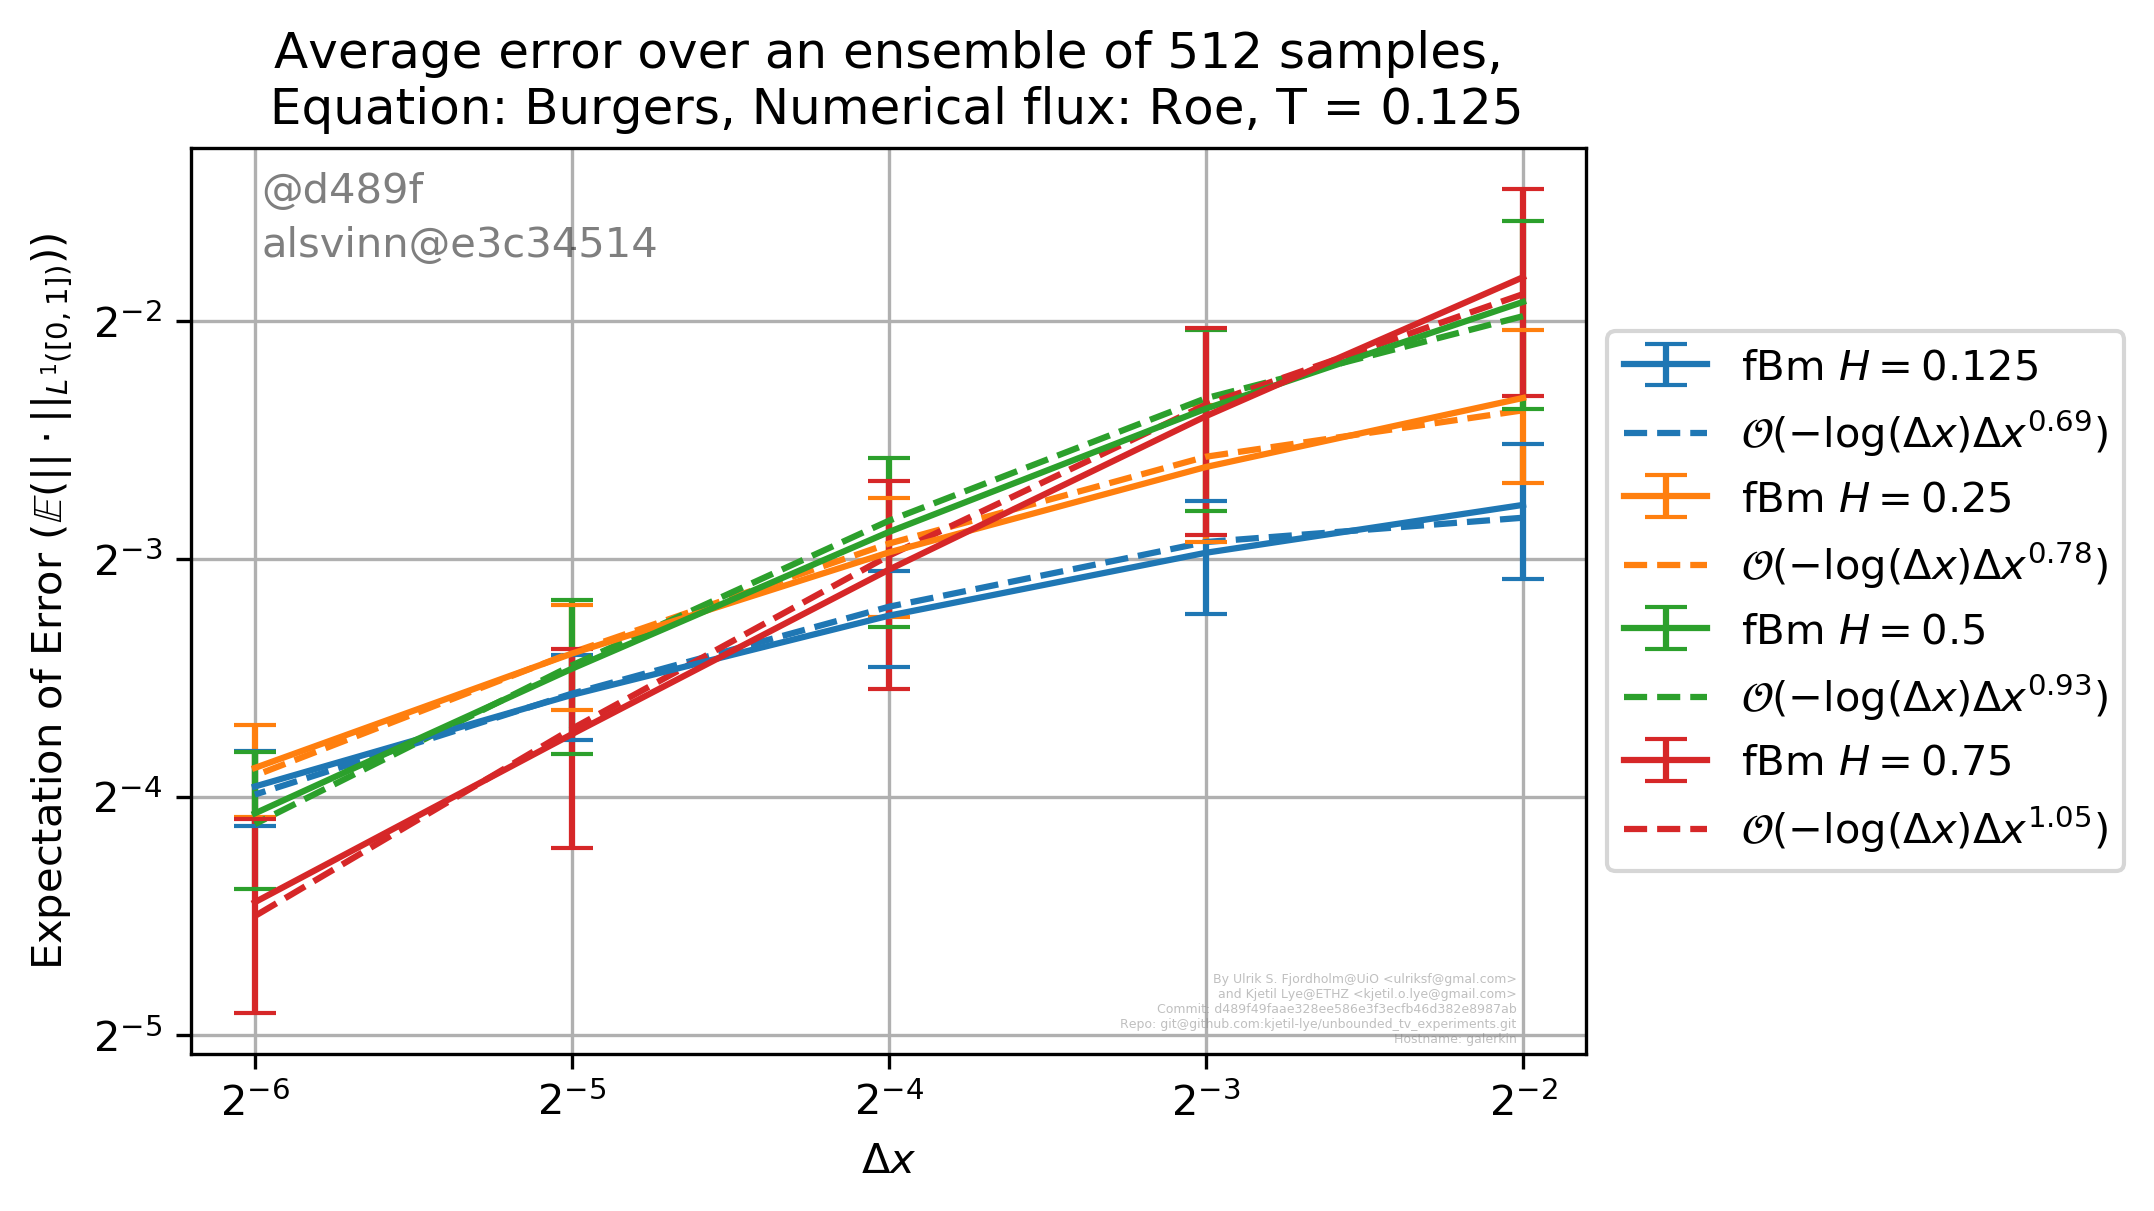 Average error over an ensemble of 512 samples,
Equation: Burgers, Numerical flux: Roe, T = 0.125
@d489f
alsvinn@e3c34514
Expectation of Error (𝔼(||·||_{L^1([0,1])}))
2^{-2}
2^{-3}
2^{-4}
2^{-5}
fBm H = 0.125
𝒪(−log(Δx)Δx^{0.69})
fBm H = 0.25
𝒪(−log(Δx)Δx^{0.78})
fBm H = 0.5
𝒪(−log(Δx)Δx^{0.93})
fBm H = 0.75
𝒪(−log(Δx)Δx^{1.05})
By Ulrik S. Fjordholm@UiO <ulriksf@gmal.com>
and Kjetil Lye@ETHZ <kjetil.o.lye@gmail.com>
Commit: d489f49faae328ee586e3f3ecfb46d382e8987ab
Repo: git@github.com:kjetil-lye/unbounded_tv_experiments.git
Hostname: galerkin
2^{-6} 2^{-5} 2^{-4} 2^{-3} 2^{-2}
Δx